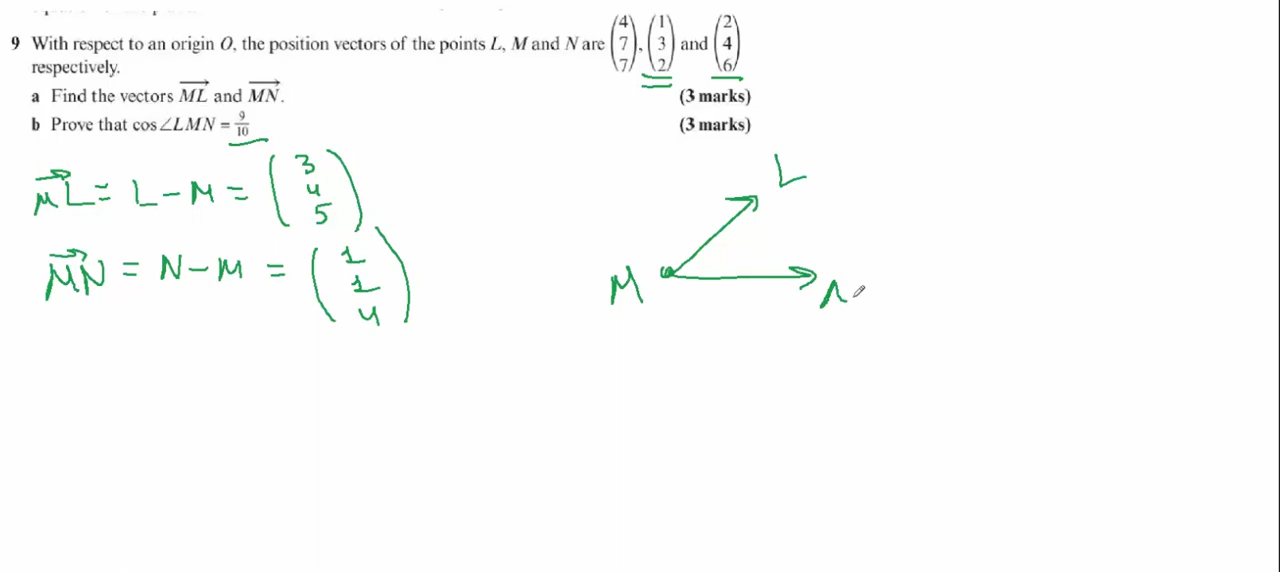 9 With respect to an origin O, the position vectors of the points L, M and N are (4 7 7), (1 3 2) and (2 4 6)
respectively.
a Find the vectors ML and MN. (3 marks)
b Prove that cos∠LMN = 9/10 (3 marks)
ML = L - M = (3 4 5)
MN = N - M = (1 1 4)
L
M